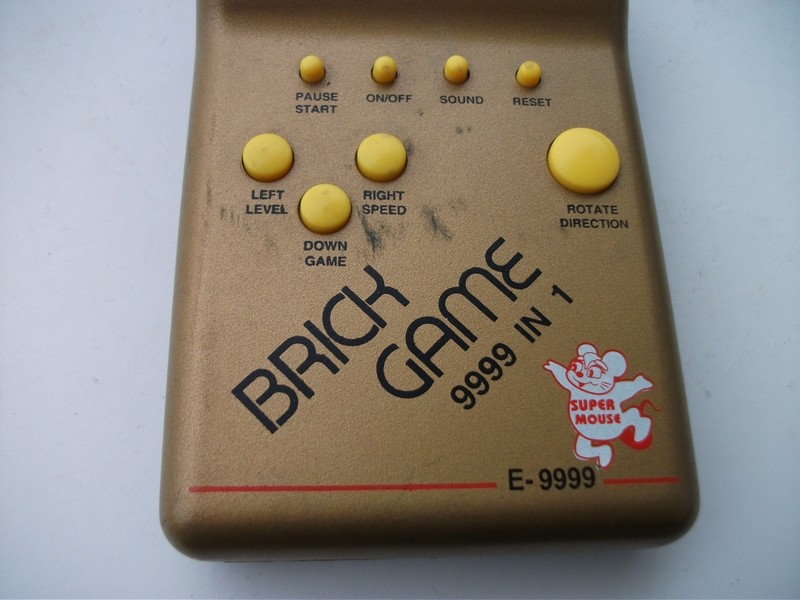 PAUSE
START
ON/OFF
SOUND
RESET
LEFT
LEVEL
RIGHT
SPEED
DOWN
GAME
ROTATE
DIRECTION
BRICK
GAME
9999 IN 1
SUPER
MOUSE
E-9999